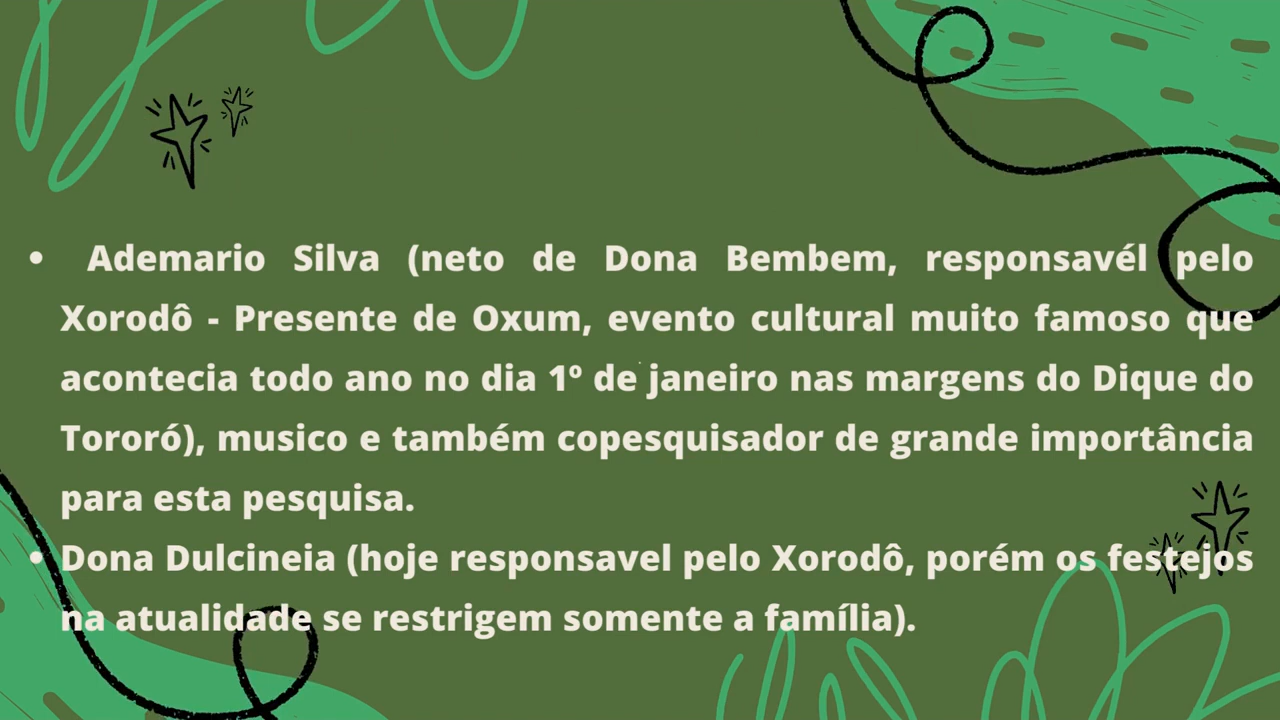 • Ademario Silva (neto de Dona Bembem, responsavél pelo
Xorodô - Presente de Oxum, evento cultural muito famoso que
acontecia todo ano no dia 1º de janeiro nas margens do Dique do
Tororó), musico e também copesquisador de grande importância
para esta pesquisa.
• Dona Dulcineia (hoje responsavel pelo Xorodô, porém os festejos
na atualidade se restrigem somente a família).